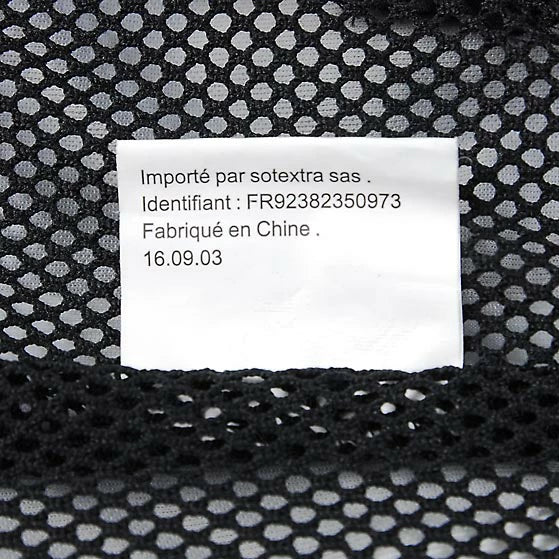 Importé par sotextra sas .
Identifiant : FR92382350973
Fabriqué en Chine .
16.09.03